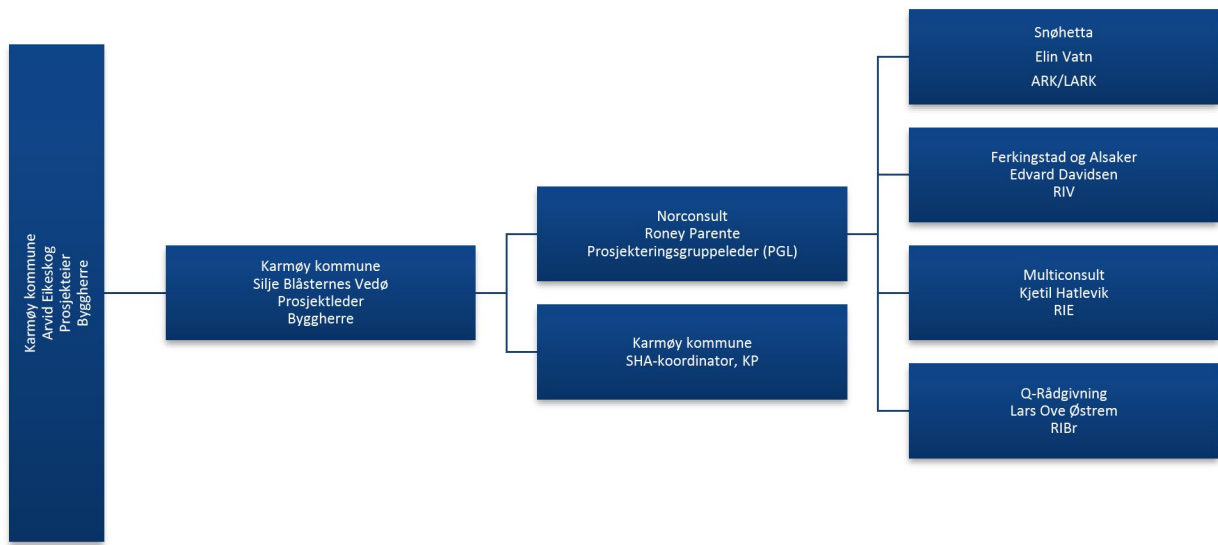 Karmøy kommune
Arvid Eikeskog
Prosjekteier
Byggherre
Karmøy kommune
Silje Blåsternes Vedø
Prosjektleder
Byggherre
Norconsult
Roney Parente
Prosjekteringsgruppeleder (PGL)
Karmøy kommune
SHA-koordinator, KP
Snøhetta
Elin Vatn
ARK/LARK
Ferkingstad og Alsaker
Edvard Davidsen
RIV
Multiconsult
Kjetil Hatlevik
RIE
Q-Rådgivning
Lars Ove Østrem
RIBr